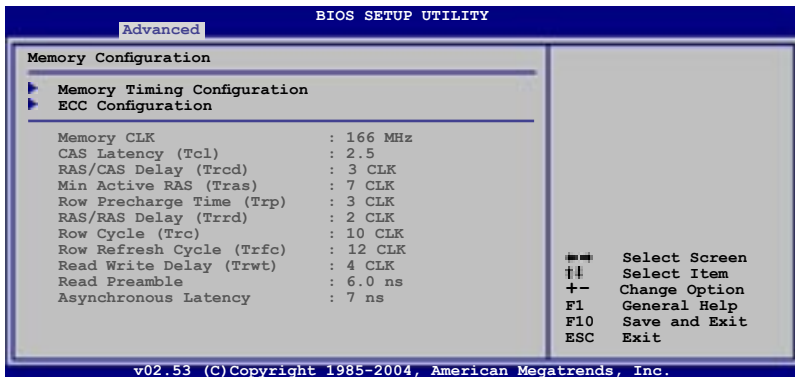 BIOS SETUP UTILITY
Advanced
Memory Configuration
Memory Timing Configuration
ECC Configuration
Memory CLK : 166 MHz
CAS Latency (Tcl) : 2.5
RAS/CAS Delay (Trcd) : 3 CLK
Min Active RAS (Tras) : 7 CLK
Row Precharge Time (Trp) : 3 CLK
RAS/RAS Delay (Trrd) : 2 CLK
Row Cycle (Trc) : 10 CLK
Row Refresh Cycle (Trfc) : 12 CLK
Read Write Delay (Trwt) : 4 CLK
Read Preamble : 6.0 ns
Asynchronous Latency : 7 ns
Select Screen
Select Item
+- Change Option
F1 General Help
F10 Save and Exit
ESC Exit
v02.53 (C)Copyright 1985-2004, American Megatrends, Inc.